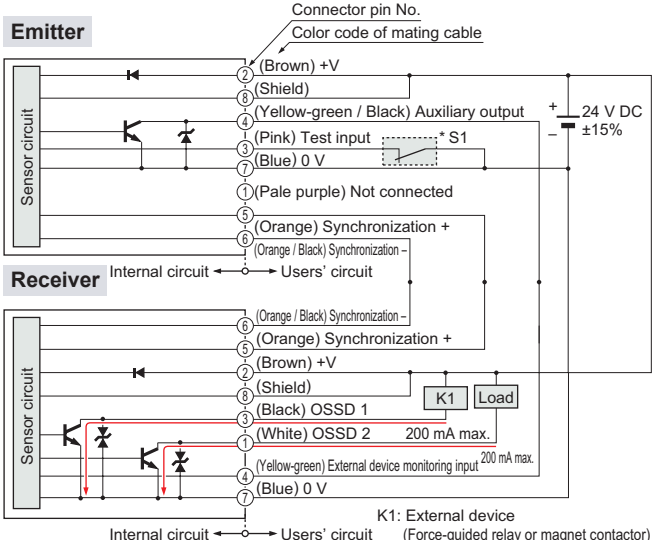 Connector pin No.
Emitter
Color code of mating cable
2 (Brown) +V
8 (Shield)
4 (Yellow-green / Black) Auxiliary output
+ 24 V DC
– ±15%
3 (Pink) Test input
* S1
7 (Blue) 0 V
1 (Pale purple) Not connected
5 (Orange) Synchronization +
6 (Orange / Black) Synchronization –
Sensor circuit
Internal circuit Users' circuit
Receiver
6 (Orange / Black) Synchronization –
5 (Orange) Synchronization +
2 (Brown) +V
8 (Shield)
K1 Load
3 (Black) OSSD 1
1 (White) OSSD 2 200 mA max.
4 (Yellow-green) External device monitoring input 200 mA max.
7 (Blue) 0 V
Sensor circuit
K1: External device
Internal circuit Users' circuit (Force-guided relay or magnet contactor)